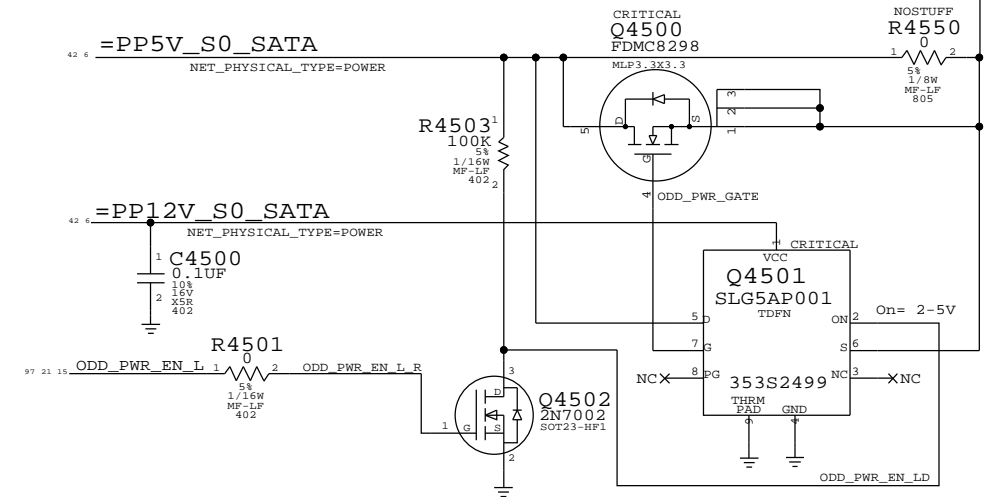 CRITICAL
Q4500
FDMC8298
MLP3.3X3.3
NOSTUFF
R4550
0
1
2
5%
1/8W
MF-LF
805
42 6
=PP5V_S0_SATA
NET_PHYSICAL_TYPE=POWER
R4503
1
100K
5%
1/16W
MF-LF
402
2
5
D
S
G
3
2
1
4
ODD_PWR_GATE
42 6
=PP12V_S0_SATA
NET_PHYSICAL_TYPE=POWER
1
C4500
0.1UF
10%
16V
X5R
402
2
1
CRITICAL
VCC
Q4501
SLG5AP001
TDFN
5
D
ON
2
On= 2-5V
7
G
S
6
NC
8
PG
353S2499
NC
3
NC
THRM
PAD
GND
9
4
97 21 15
ODD_PWR_EN_L
1
R4501
0
2
5%
1/16W
MF-LF
402
ODD_PWR_EN_L_R
3
D
Q4502
2N7002
SOT23-HF1
1
G
S
2
ODD_PWR_EN_LD